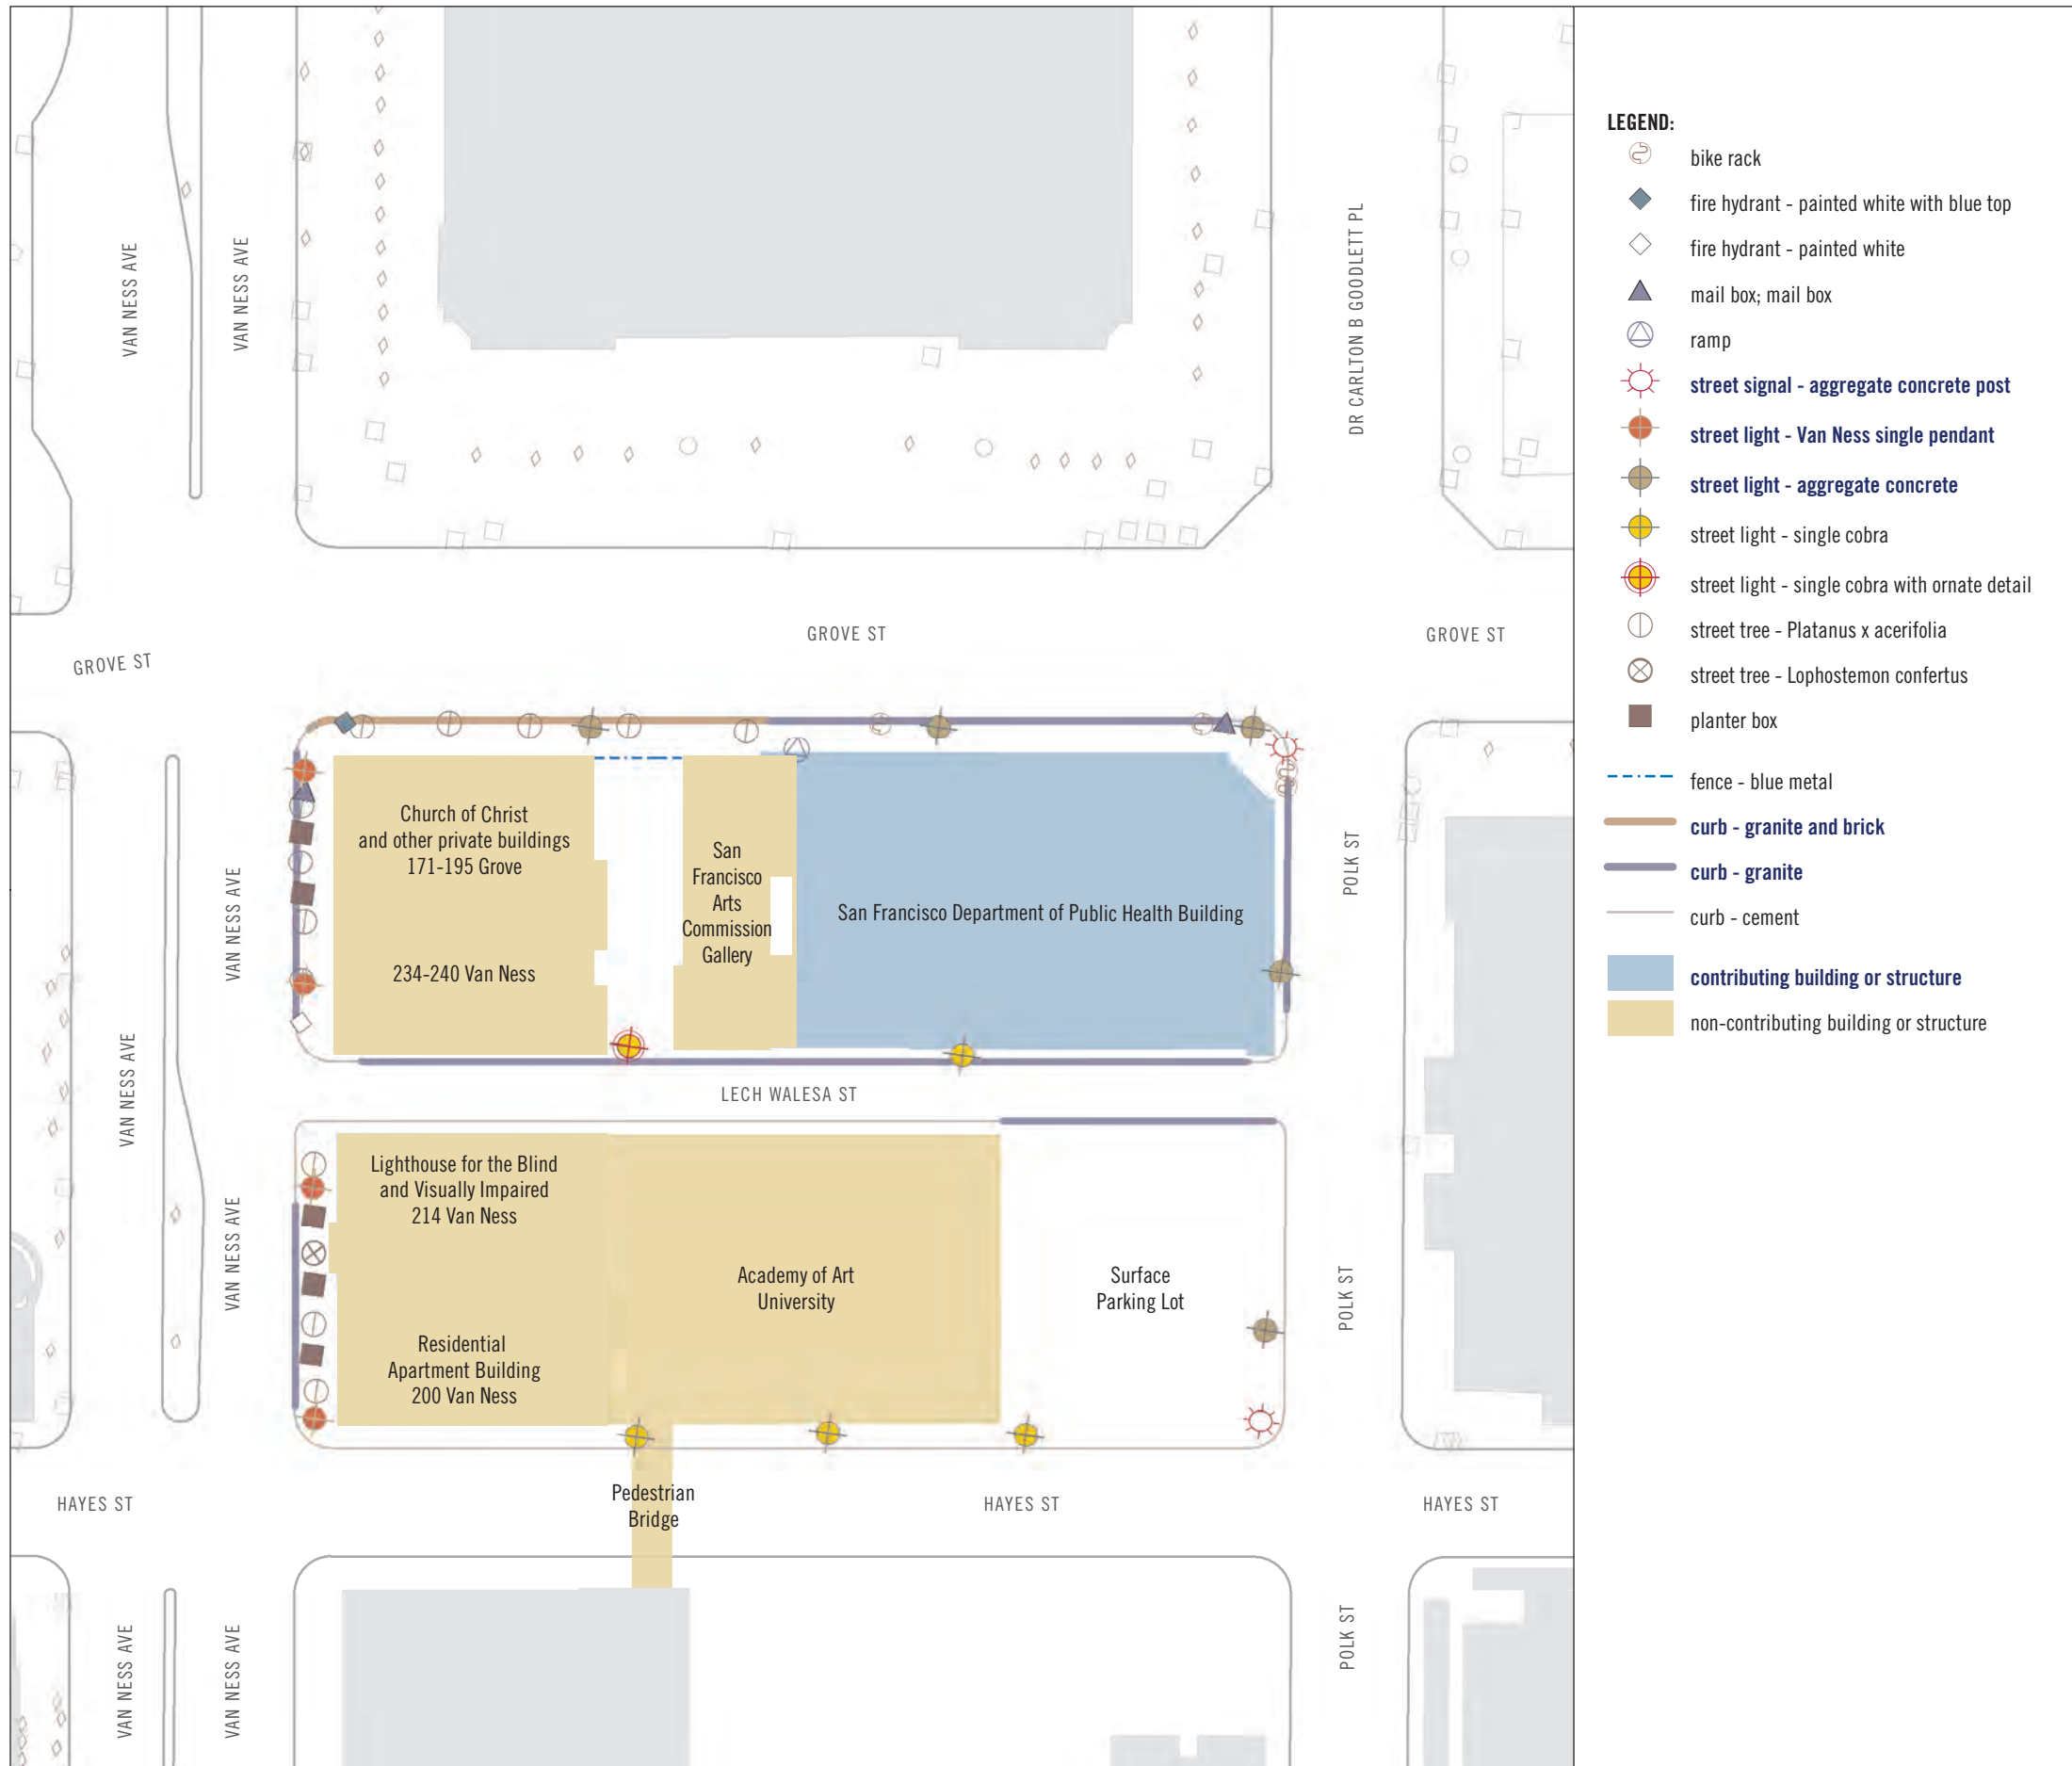 VAN NESS AVE
VAN NESS AVE
DR CARLTON B GOODLETT PL
GROVE ST
GROVE ST
GROVE ST
Church of Christ
and other private buildings
171-195 Grove
234-240 Van Ness
San
Francisco
Arts
Commission
Gallery
San Francisco Department of Public Health Building
POLK ST
VAN NESS AVE
VAN NESS AVE
LECH WALESA ST
Lighthouse for the Blind
and Visually Impaired
214 Van Ness
Residential
Apartment Building
200 Van Ness
Academy of Art
University
Surface
Parking Lot
VAN NESS AVE
POLK ST
Pedestrian
Bridge
HAYES ST
HAYES ST
HAYES ST
VAN NESS AVE
VAN NESS AVE
POLK ST
LEGEND:
bike rack
fire hydrant - painted white with blue top
fire hydrant - painted white
mail box; mail box
ramp
street signal - aggregate concrete post
street light - Van Ness single pendant
street light - aggregate concrete
street light - single cobra
street light - single cobra with ornate detail
street tree - Platanus x acerifolia
street tree - Lophostemon confertus
planter box
fence - blue metal
curb - granite and brick
curb - granite
curb - cement
contributing building or structure
non-contributing building or structure